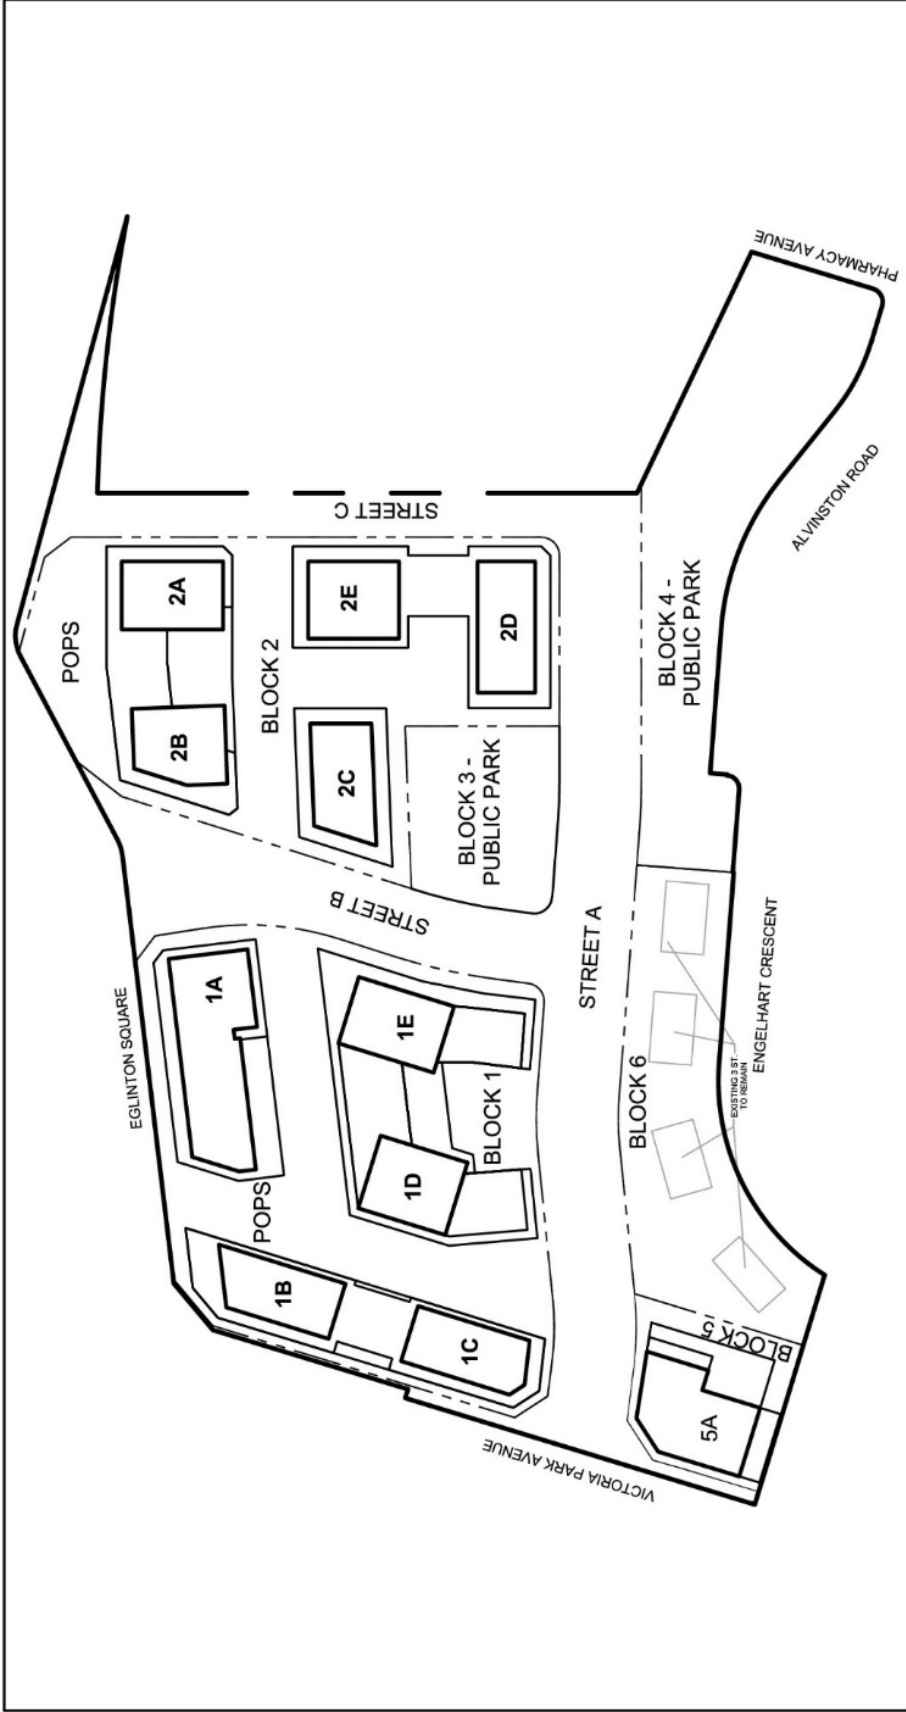 EGLINTON SQUARE
POPS
2A
2B
BLOCK 2
STREET C
2E
2D
2C
BLOCK 3 -
PUBLIC PARK
STREET B
1A
POPS
1B
1C
1D
1E
BLOCK 1
STREET A
BLOCK 4 -
PUBLIC PARK
BLOCK 6
EXISTING 3 ST.
TO REMAIN
BLOCK 5
5A
VICTORIA PARK AVENUE
ENGELHART CRESCENT
ALVINSTON ROAD
PHARMACY AVENUE